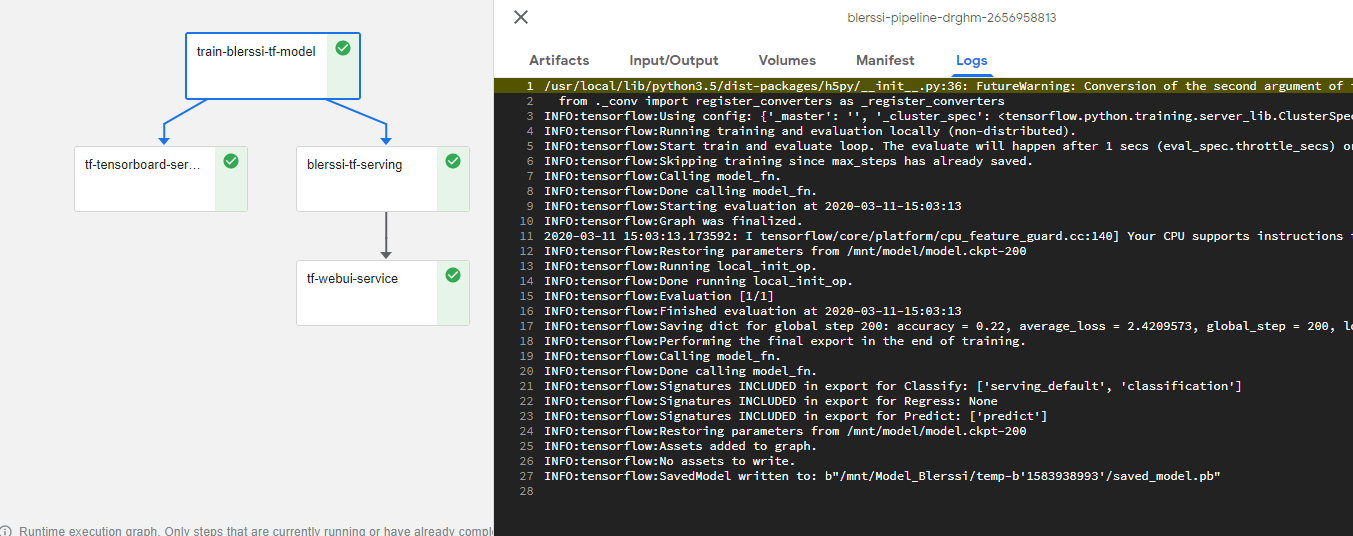 train-blerssi-tf-model
tf-tensorboard-ser...
blerssi-tf-serving
tf-webui-service
Runtime execution graph. Only steps that are currently running or have already compl
blerssi-pipeline-drghm-2656958813
Artifacts Input/Output Volumes Manifest Logs
1 /usr/local/lib/python3.5/dist-packages/h5py/__init__.py:36: FutureWarning: Conversion of the second argument of
2 from ._conv import register_converters as _register_converters
3 INFO:tensorflow:Using config: {'_master': '', '_cluster_spec': <tensorflow.python.training.server_lib.ClusterSpec
4 INFO:tensorflow:Running training and evaluation locally (non-distributed).
5 INFO:tensorflow:Start train and evaluate loop. The evaluate will happen after 1 secs (eval_spec.throttle_secs) or
6 INFO:tensorflow:Skipping training since max_steps has already saved.
7 INFO:tensorflow:Calling model_fn.
8 INFO:tensorflow:Done calling model_fn.
9 INFO:tensorflow:Starting evaluation at 2020-03-11-15:03:13
10 INFO:tensorflow:Graph was finalized.
11 2020-03-11 15:03:13.173592: I tensorflow/core/platform/cpu_feature_guard.cc:140] Your CPU supports instructions
12 INFO:tensorflow:Restoring parameters from /mnt/model/model.ckpt-200
13 INFO:tensorflow:Running local_init_op.
14 INFO:tensorflow:Done running local_init_op.
15 INFO:tensorflow:Evaluation [1/1]
16 INFO:tensorflow:Finished evaluation at 2020-03-11-15:03:13
17 INFO:tensorflow:Saving dict for global step 200: accuracy = 0.22, average_loss = 2.4209573, global_step = 200, lo
18 INFO:tensorflow:Performing the final export in the end of training.
19 INFO:tensorflow:Calling model_fn.
20 INFO:tensorflow:Done calling model_fn.
21 INFO:tensorflow:Signatures INCLUDED in export for Classify: ['serving_default', 'classification']
22 INFO:tensorflow:Signatures INCLUDED in export for Regress: None
23 INFO:tensorflow:Signatures INCLUDED in export for Predict: ['predict']
24 INFO:tensorflow:Restoring parameters from /mnt/model/model.ckpt-200
25 INFO:tensorflow:Assets added to graph.
26 INFO:tensorflow:No assets to write.
27 INFO:tensorflow:SavedModel written to: b"/mnt/Model_Blerssi/temp-b'1583938993'/saved_model.pb"
28